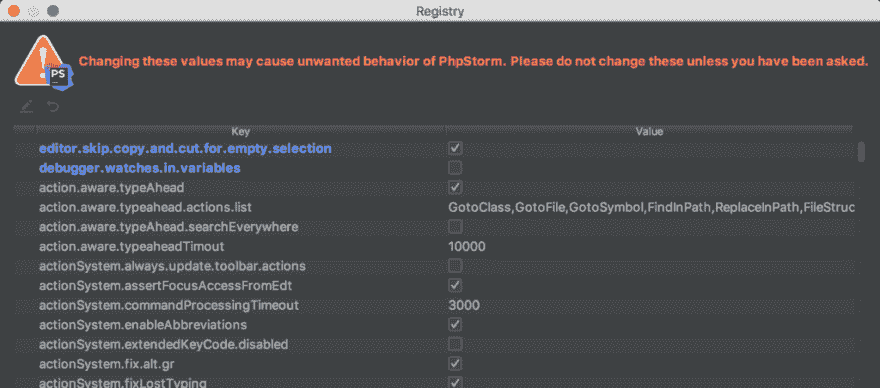 Registry
PS
Changing these values may cause unwanted behavior of PhpStorm. Please do not change these unless you have been asked.
Key Value
editor.skip.copy.and.cut.for.empty.selection
debugger.watches.in.variables
action.aware.typeAhead
action.aware.typeahead.actions.list GotoClass,GotoFile,GotoSymbol,FindInPath,ReplaceInPath,FileStruc
action.aware.typeAhead.searchEverywhere
action.aware.typeaheadTimout 10000
actionSystem.always.update.toolbar.actions
actionSystem.assertFocusAccessFromEdt
actionSystem.commandProcessingTimeout 3000
actionSystem.enableAbbreviations
actionSystem.extendedKeyCode.disabled
actionSystem.fix.alt.gr
actionSystem.fixLostTyping